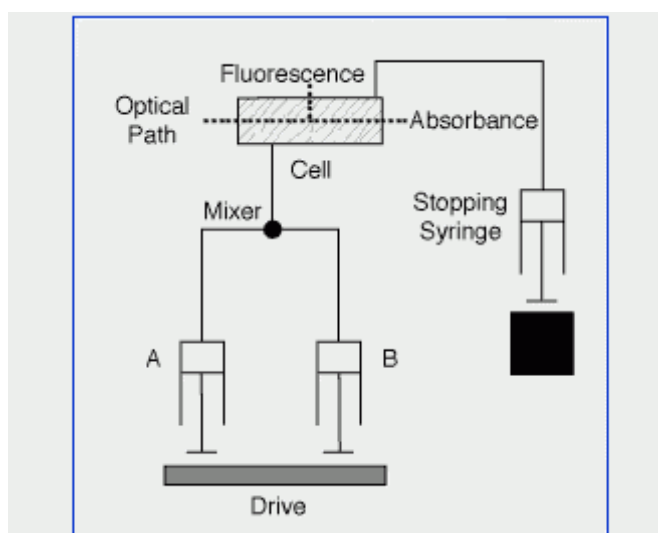 Fluorescence
Optical
Path
Absorbance
Cell
Mixer
Stopping
Syringe
A
B
Drive